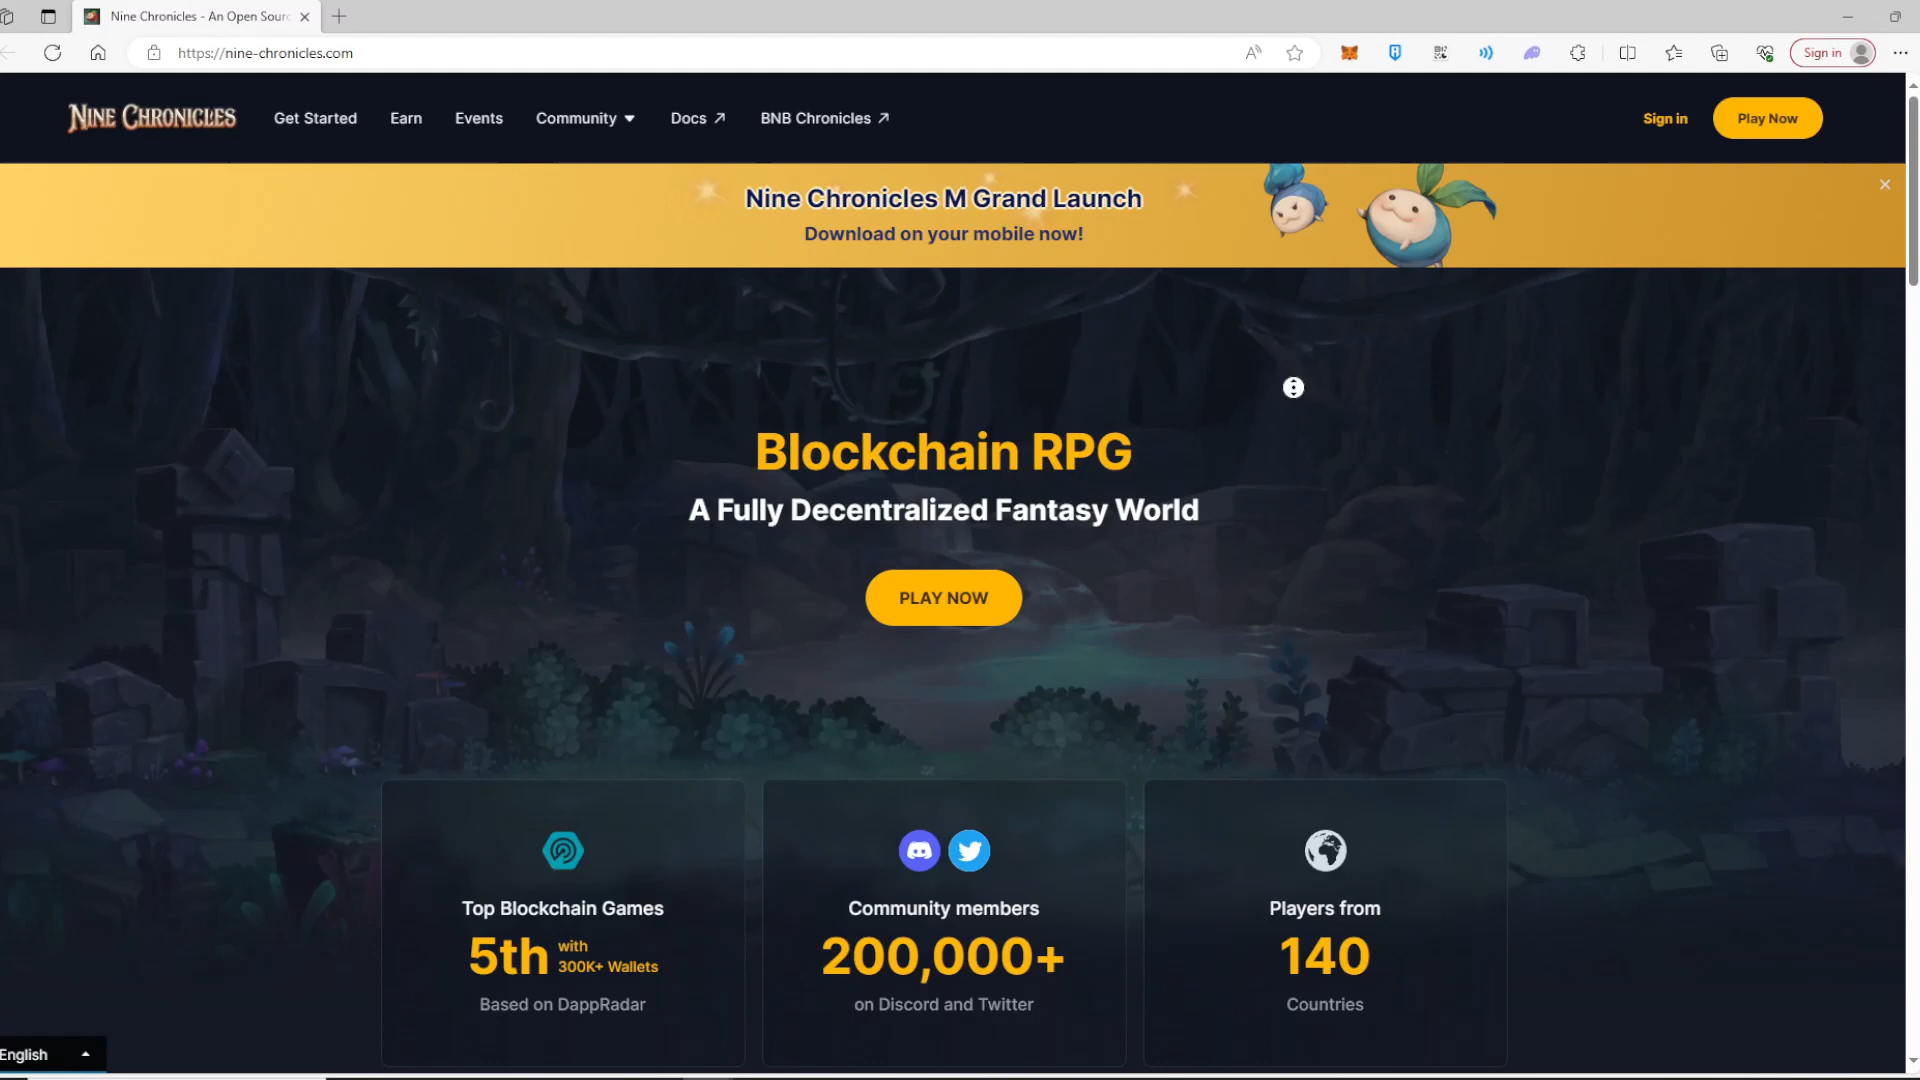 Nine Chronicles - An Open Sourc
https://nine-chronicles.com
Sign in
NINE CHRONICLES
Get Started
Earn
Events
Community
Docs
BNB Chronicles
Sign in
Play Now
Nine Chronicles M Grand Launch
Download on your mobile now!
Blockchain RPG
A Fully Decentralized Fantasy World
PLAY NOW
Top Blockchain Games
5th with
300K+ Wallets
Based on DappRadar
Community members
200,000+
on Discord and Twitter
Players from
140
Countries
English